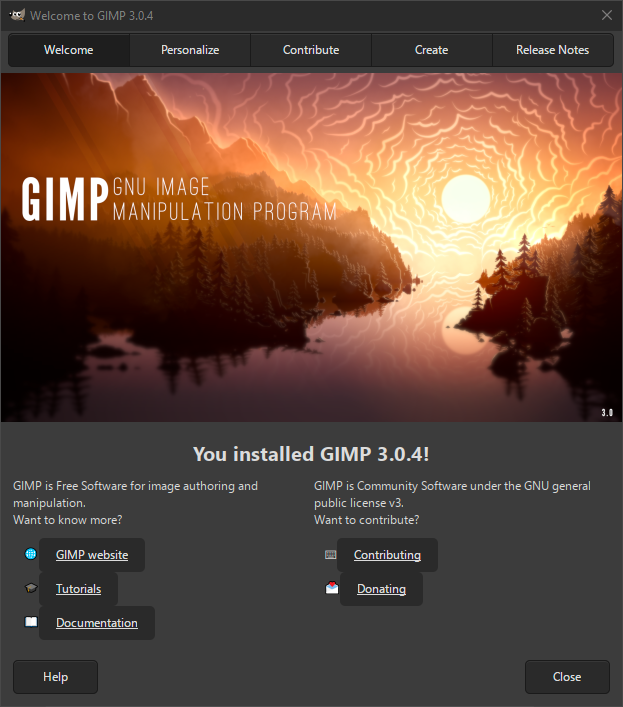 Welcome to GIMP 3.0.4
Welcome
Personalize
Contribute
Create
Release Notes
GIMP
GNU IMAGE
MANIPULATION PROGRAM
3.0
You installed GIMP 3.0.4!
GIMP is Free Software for image authoring and
manipulation.
Want to know more?
GIMP website
Tutorials
Documentation
GIMP is Community Software under the GNU general
public license v3.
Want to contribute?
Contributing
Donating
Help
Close